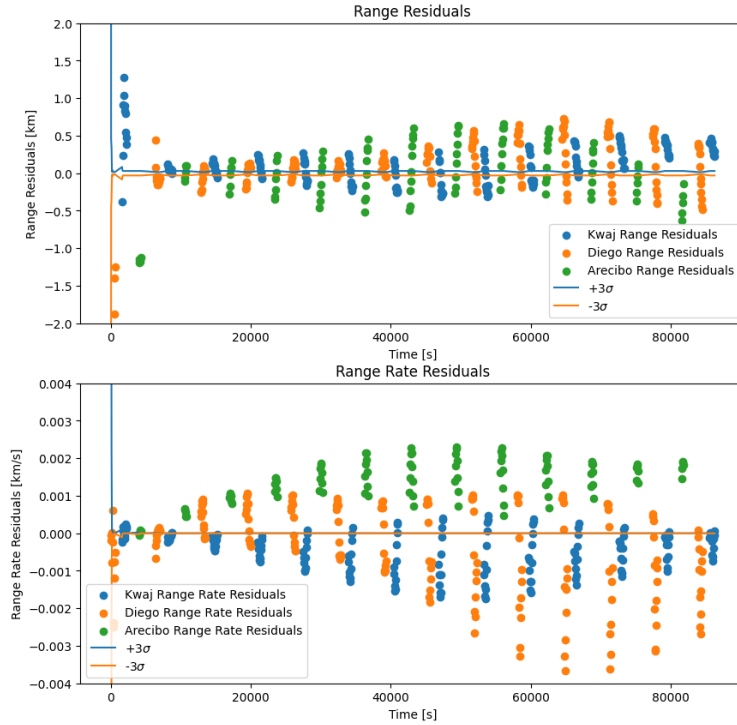 Range Residuals
2.0
1.5
1.0
0.5
0.0
−0.5
−1.0
−1.5
−2.0
Range Residuals [km]
Kwaj Range Residuals
Diego Range Residuals
Arecibo Range Residuals
+3σ
-3σ
0
20000
40000
60000
80000
Time [s]
Range Rate Residuals
0.004
0.003
0.002
0.001
0.000
−0.001
−0.002
−0.003
−0.004
Range Rate Residuals [km/s]
Kwaj Range Rate Residuals
Diego Range Rate Residuals
Arecibo Range Rate Residuals
+3σ
-3σ
0
20000
40000
60000
80000
Time [s]